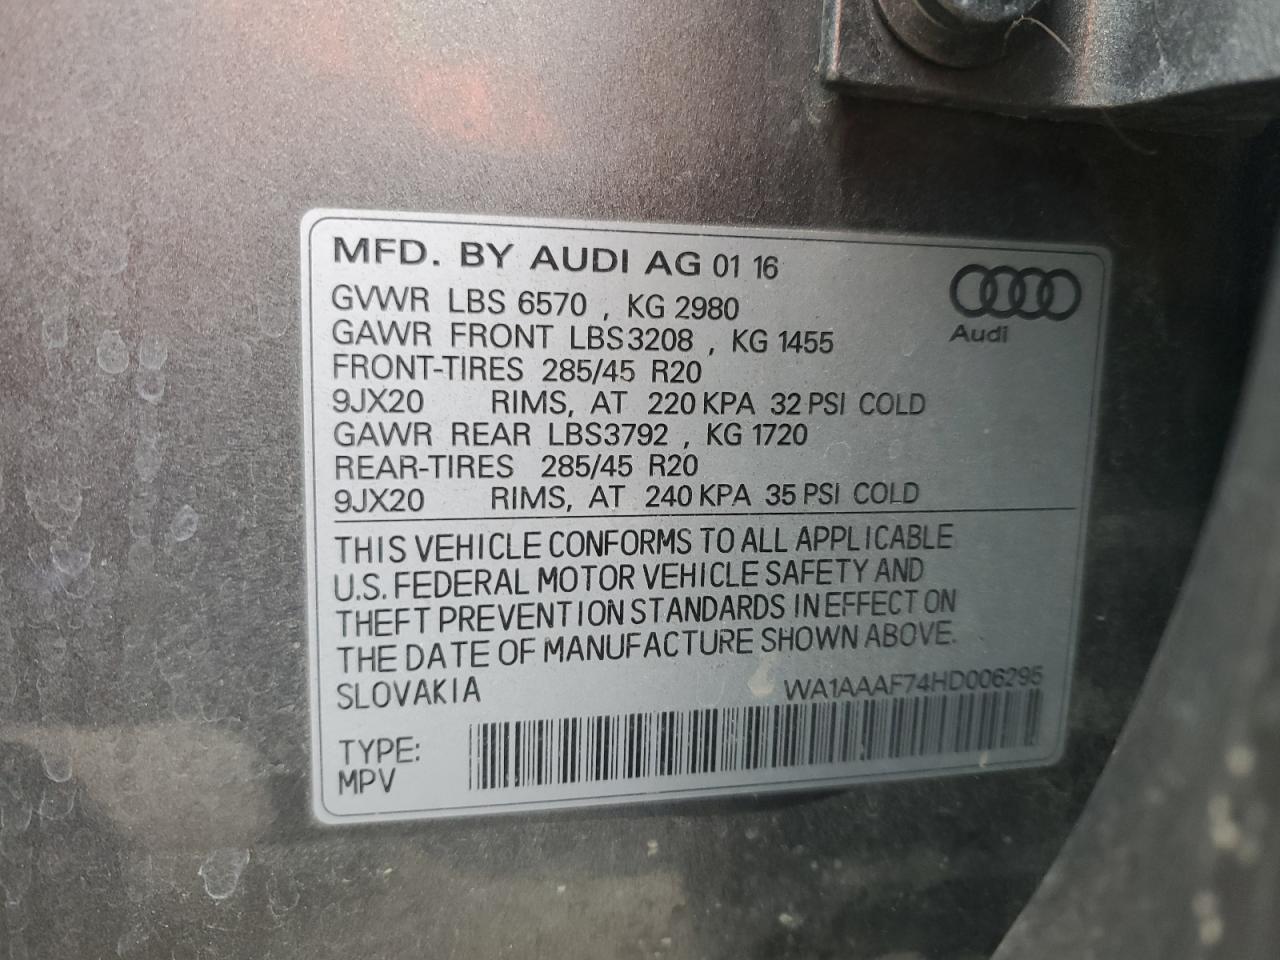 MFD. BY AUDI AG 01 16
GVWR LBS 6570 , KG 2980
GAWR FRONT LBS3208 , KG 1455
Audi
FRONT-TIRES 285/45 R20
9JX20 RIMS, AT 220 KPA 32 PSI COLD
GAWR REAR LBS3792 , KG 1720
REAR-TIRES 285/45 R20
9JX20 RIMS, AT 240 KPA 35 PSI COLD
THIS VEHICLE CONFORMS TO ALL APPLICABLE
U.S. FEDERAL MOTOR VEHICLE SAFETY AND
THEFT PREVENTION STANDARDS IN EFFECT ON
THE DATE OF MANUFACTURE SHOWN ABOVE.
SLOVAKIA WA1AAAF74HD006295
TYPE:
MPV